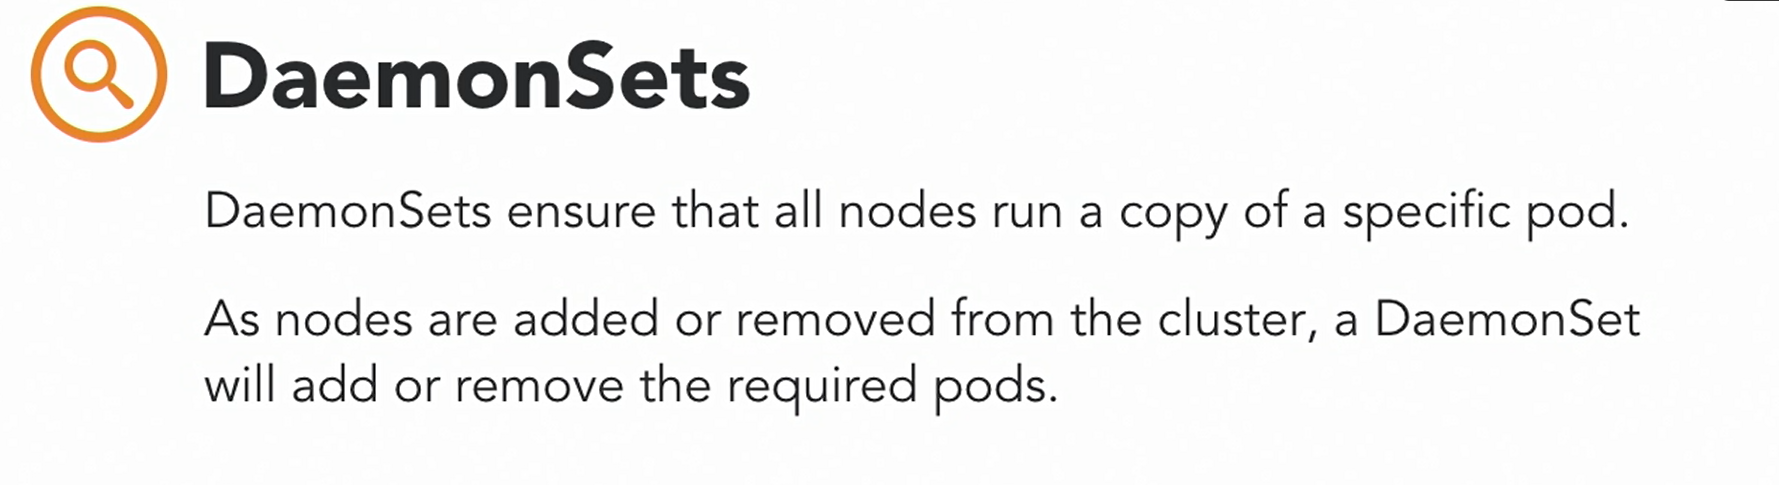 DaemonSets
DaemonSets ensure that all nodes run a copy of a specific pod.
As nodes are added or removed from the cluster, a DaemonSet
will add or remove the required pods.